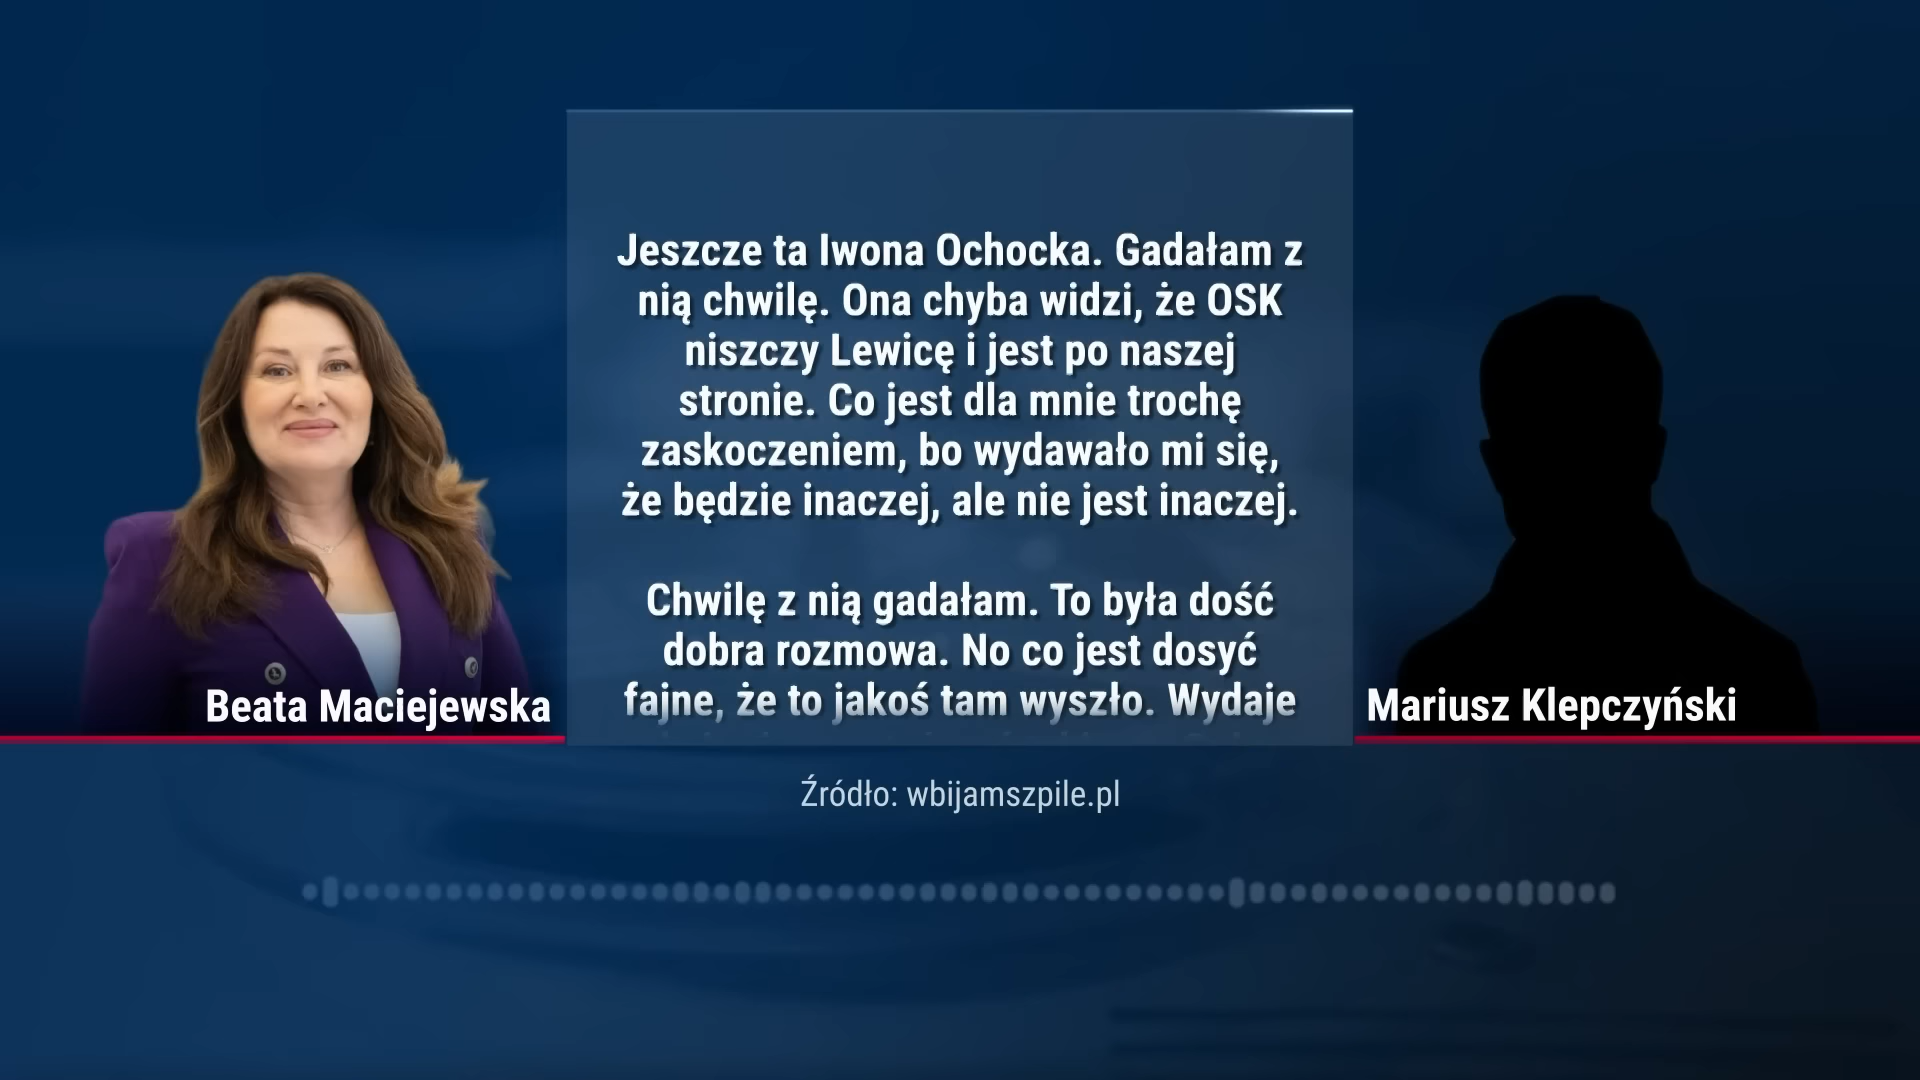 Jeszcze ta Iwona Ochocka. Gadałam z
nią chwilę. Ona chyba widzi, że OSK
niszczy Lewicę i jest po naszej
stronie. Co jest dla mnie trochę
zaskoczeniem, bo wydawało mi się,
że będzie inaczej, ale nie jest inaczej.
Chwilę z nią gadałam. To była dość
dobra rozmowa. No co jest dosyć
fajne, że to jakoś tam wyszło. Wydaje
Beata Maciejewska
Mariusz Klepczyński
Źródło: wbijamszpile.pl